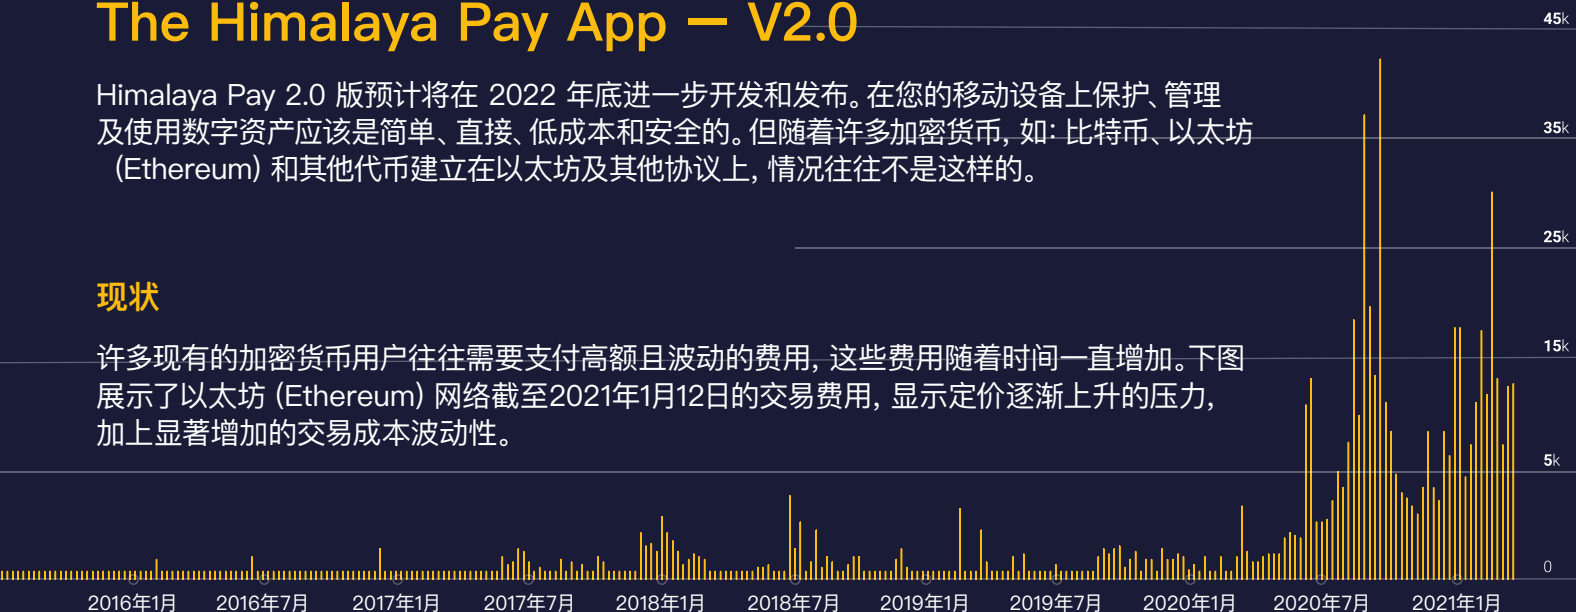 The Himalaya Pay App — V2.0
Himalaya Pay 2.0 版预计将在 2022 年底进一步开发和发布。在您的移动设备上保护、管理
及使用数字资产应该是简单、直接、低成本和安全的。但随着许多加密货币, 如: 比特币、以太坊
(Ethereum) 和其他代币建立在以太坊及其他协议上, 情况往往不是这样的。
现状
许多现有的加密货币用户往往需要支付高额且波动的费用, 这些费用随着时间一直增加。下图
展示了以太坊 (Ethereum) 网络截至2021年1月12日的交易费用, 显示定价逐渐上升的压力,
加上显著增加的交易成本波动性。
45k
35k
25k
15k
5k
0
2016年1月 2016年7月 2017年1月 2017年7月 2018年1月 2018年7月 2019年1月 2019年7月 2020年1月 2020年7月 2021年1月